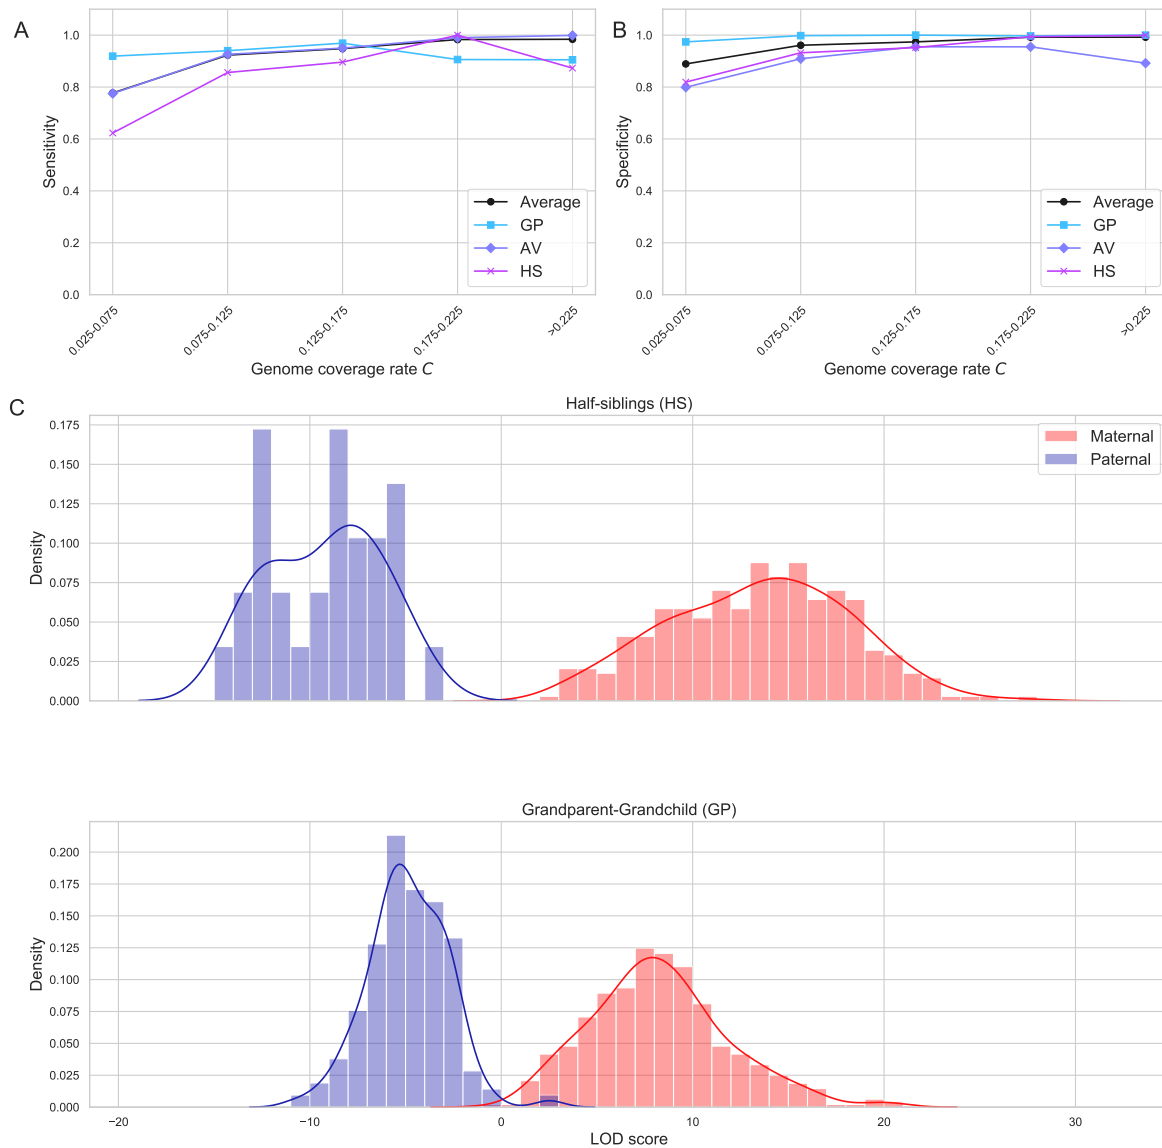 A
1.0
0.8
0.6
0.4
0.2
0.0
Sensitivity
Average
GP
AV
HS
0.025-0.075
0.075-0.125
0.125-0.175
0.175-0.225
>0.225
Genome coverage rate C
B
1.0
0.8
0.6
0.4
0.2
0.0
Specificity
Average
GP
AV
HS
0.025-0.075
0.075-0.125
0.125-0.175
0.175-0.225
>0.225
Genome coverage rate C
C
Half-siblings (HS)
0.175
0.150
0.125
0.100
0.075
0.050
0.025
0.000
Density
Maternal
Paternal
Grandparent-Grandchild (GP)
0.200
0.175
0.150
0.125
0.100
0.075
0.050
0.025
0.000
Density
−20 −10 0 10 20 30
LOD score